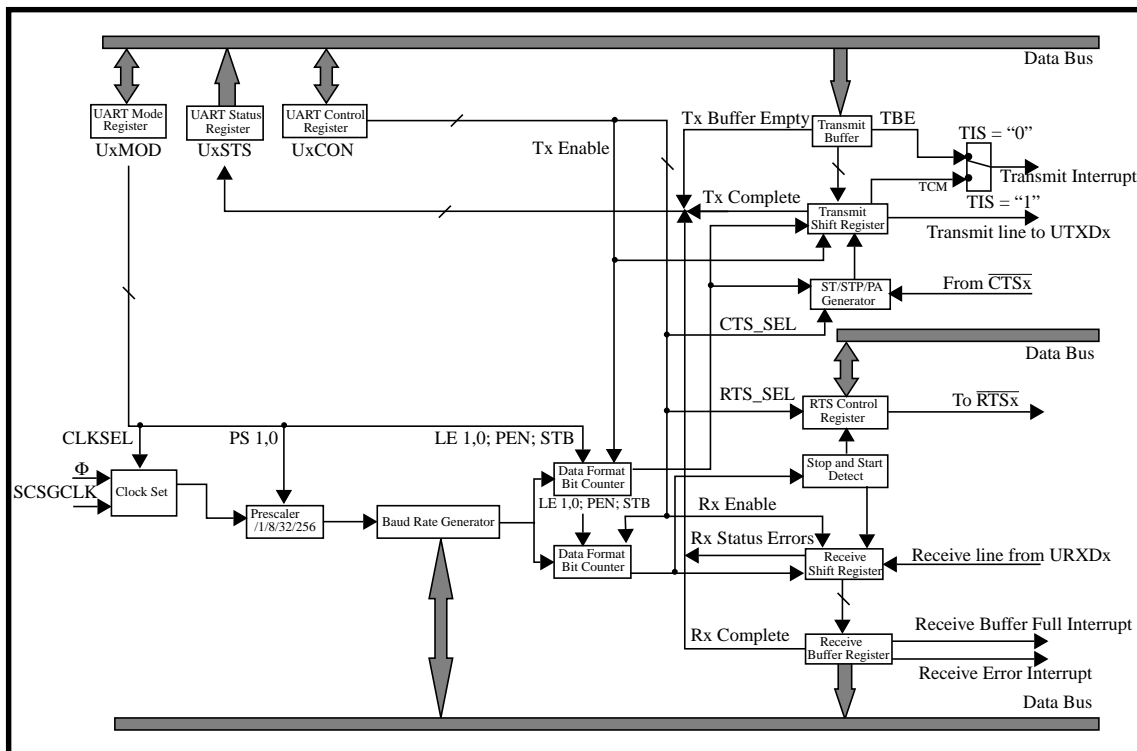 Data Bus
UART Mode
Register
UxMOD
UART Status
Register
UxSTS
UART Control
Register
UxCON
Tx Buffer Empty
Transmit
Buffer
TBE
TIS = “0”
Tx Enable
Transmit Interrupt
Tx Complete
TCM
TIS = “1”
Transmit
Shift Register
Transmit line to UTXDx
ST/STP/PA
Generator
From CTSx
CTS_SEL
Data Bus
RTS_SEL
RTS Control
Register
To RTSx
CLKSEL
PS 1,0
LE 1,0; PEN; STB
Φ
SCSGCLK
Clock Set
Data Format
Bit Counter
Stop and Start
Detect
LE 1,0; PEN; STB
Rx Enable
Prescaler
/1/8/32/256
Baud Rate Generator
Rx Status Errors
Data Format
Bit Counter
Receive
Shift Register
Receive line from URXDx
Rx Complete
Receive
Buffer Register
Receive Buffer Full Interrupt
Receive Error Interrupt
Data Bus